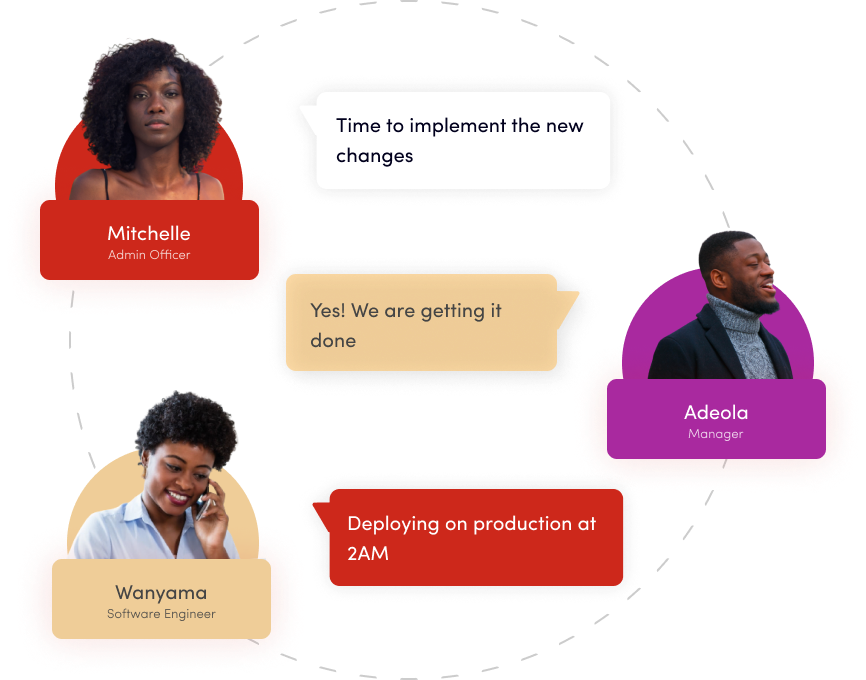 Time to implement the new
changes
Mitchelle
Admin Officer
Yes! We are getting it
done
Adeola
Manager
Deploying on production at
2AM
Wanyama
Software Engineer